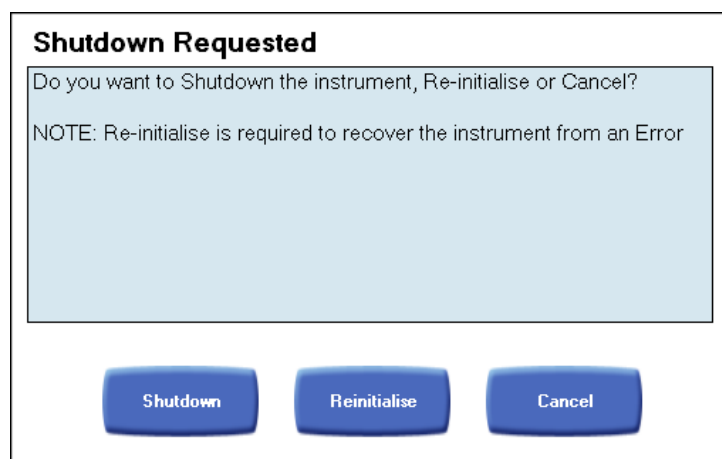 Shutdown Requested
Do you want to Shutdown the instrument, Re-initialise or Cancel?
NOTE: Re-initialise is required to recover the instrument from an Error
Shutdown
Reinitialise
Cancel